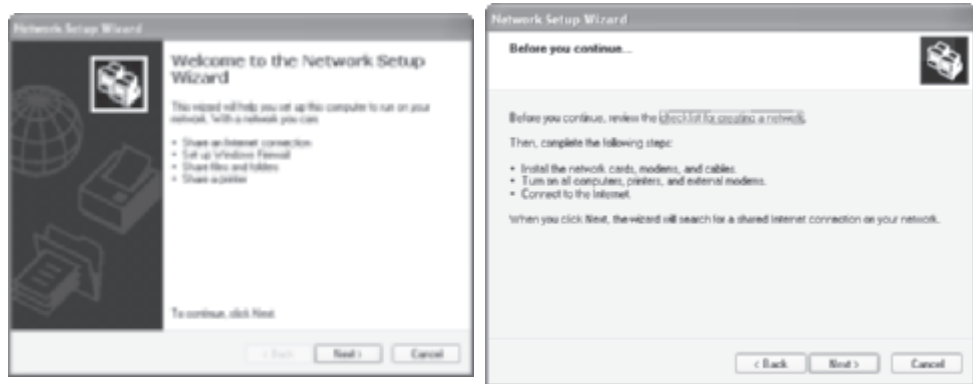 Network Setup Wizard
Welcome to the Network Setup
Wizard
This wizard will help you set up this computer to run on your
network. With a network you can:
• Share an Internet connection
• Set up Windows Firewall
• Share files and folders
• Share a printer
To continue, click Next.
< Back
Next >
Cancel
Network Setup Wizard
Before you continue...
Before you continue, review the checklist for creating a network.
Then, complete the following steps:
• Install the network cards, modems, and cables.
• Turn on all computers, printers, and external modems.
• Connect to the Internet.
When you click Next, the wizard will search for a shared Internet connection on your network.
< Back
Next >
Cancel